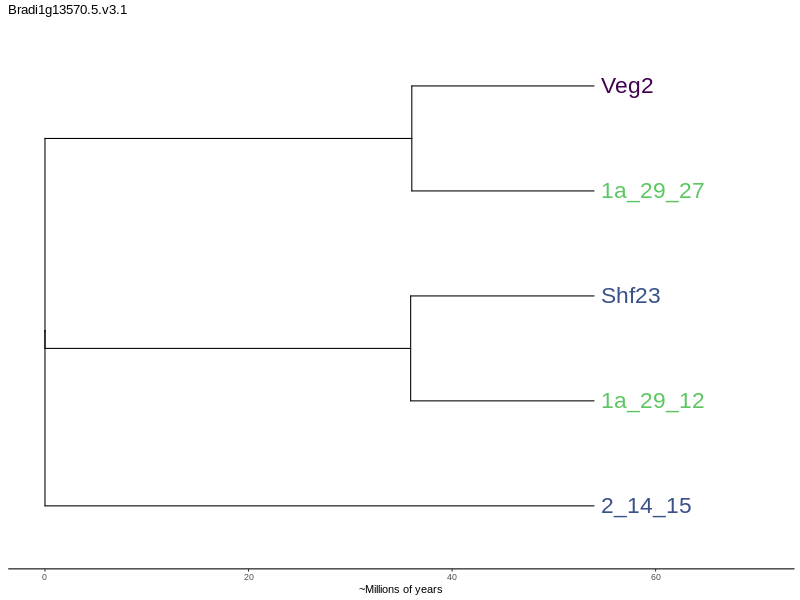 Bradi1g13570.5.v3.1
Veg2
1a_29_27
Shf23
1a_29_12
2_14_15
0 20 40 60
~Millions of years